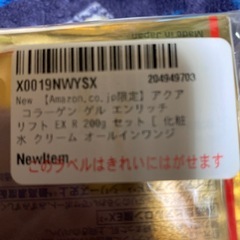 Made in Japan
X0019NWYSX
204949703
New 【Amazon.co.jp限定】アクア
コラーゲン ゲル エンリッチ
リフト EX R 200g セット [ 化粧
水 クリーム オールインワンジ
NewItem
このラベルはきれいにはがせます